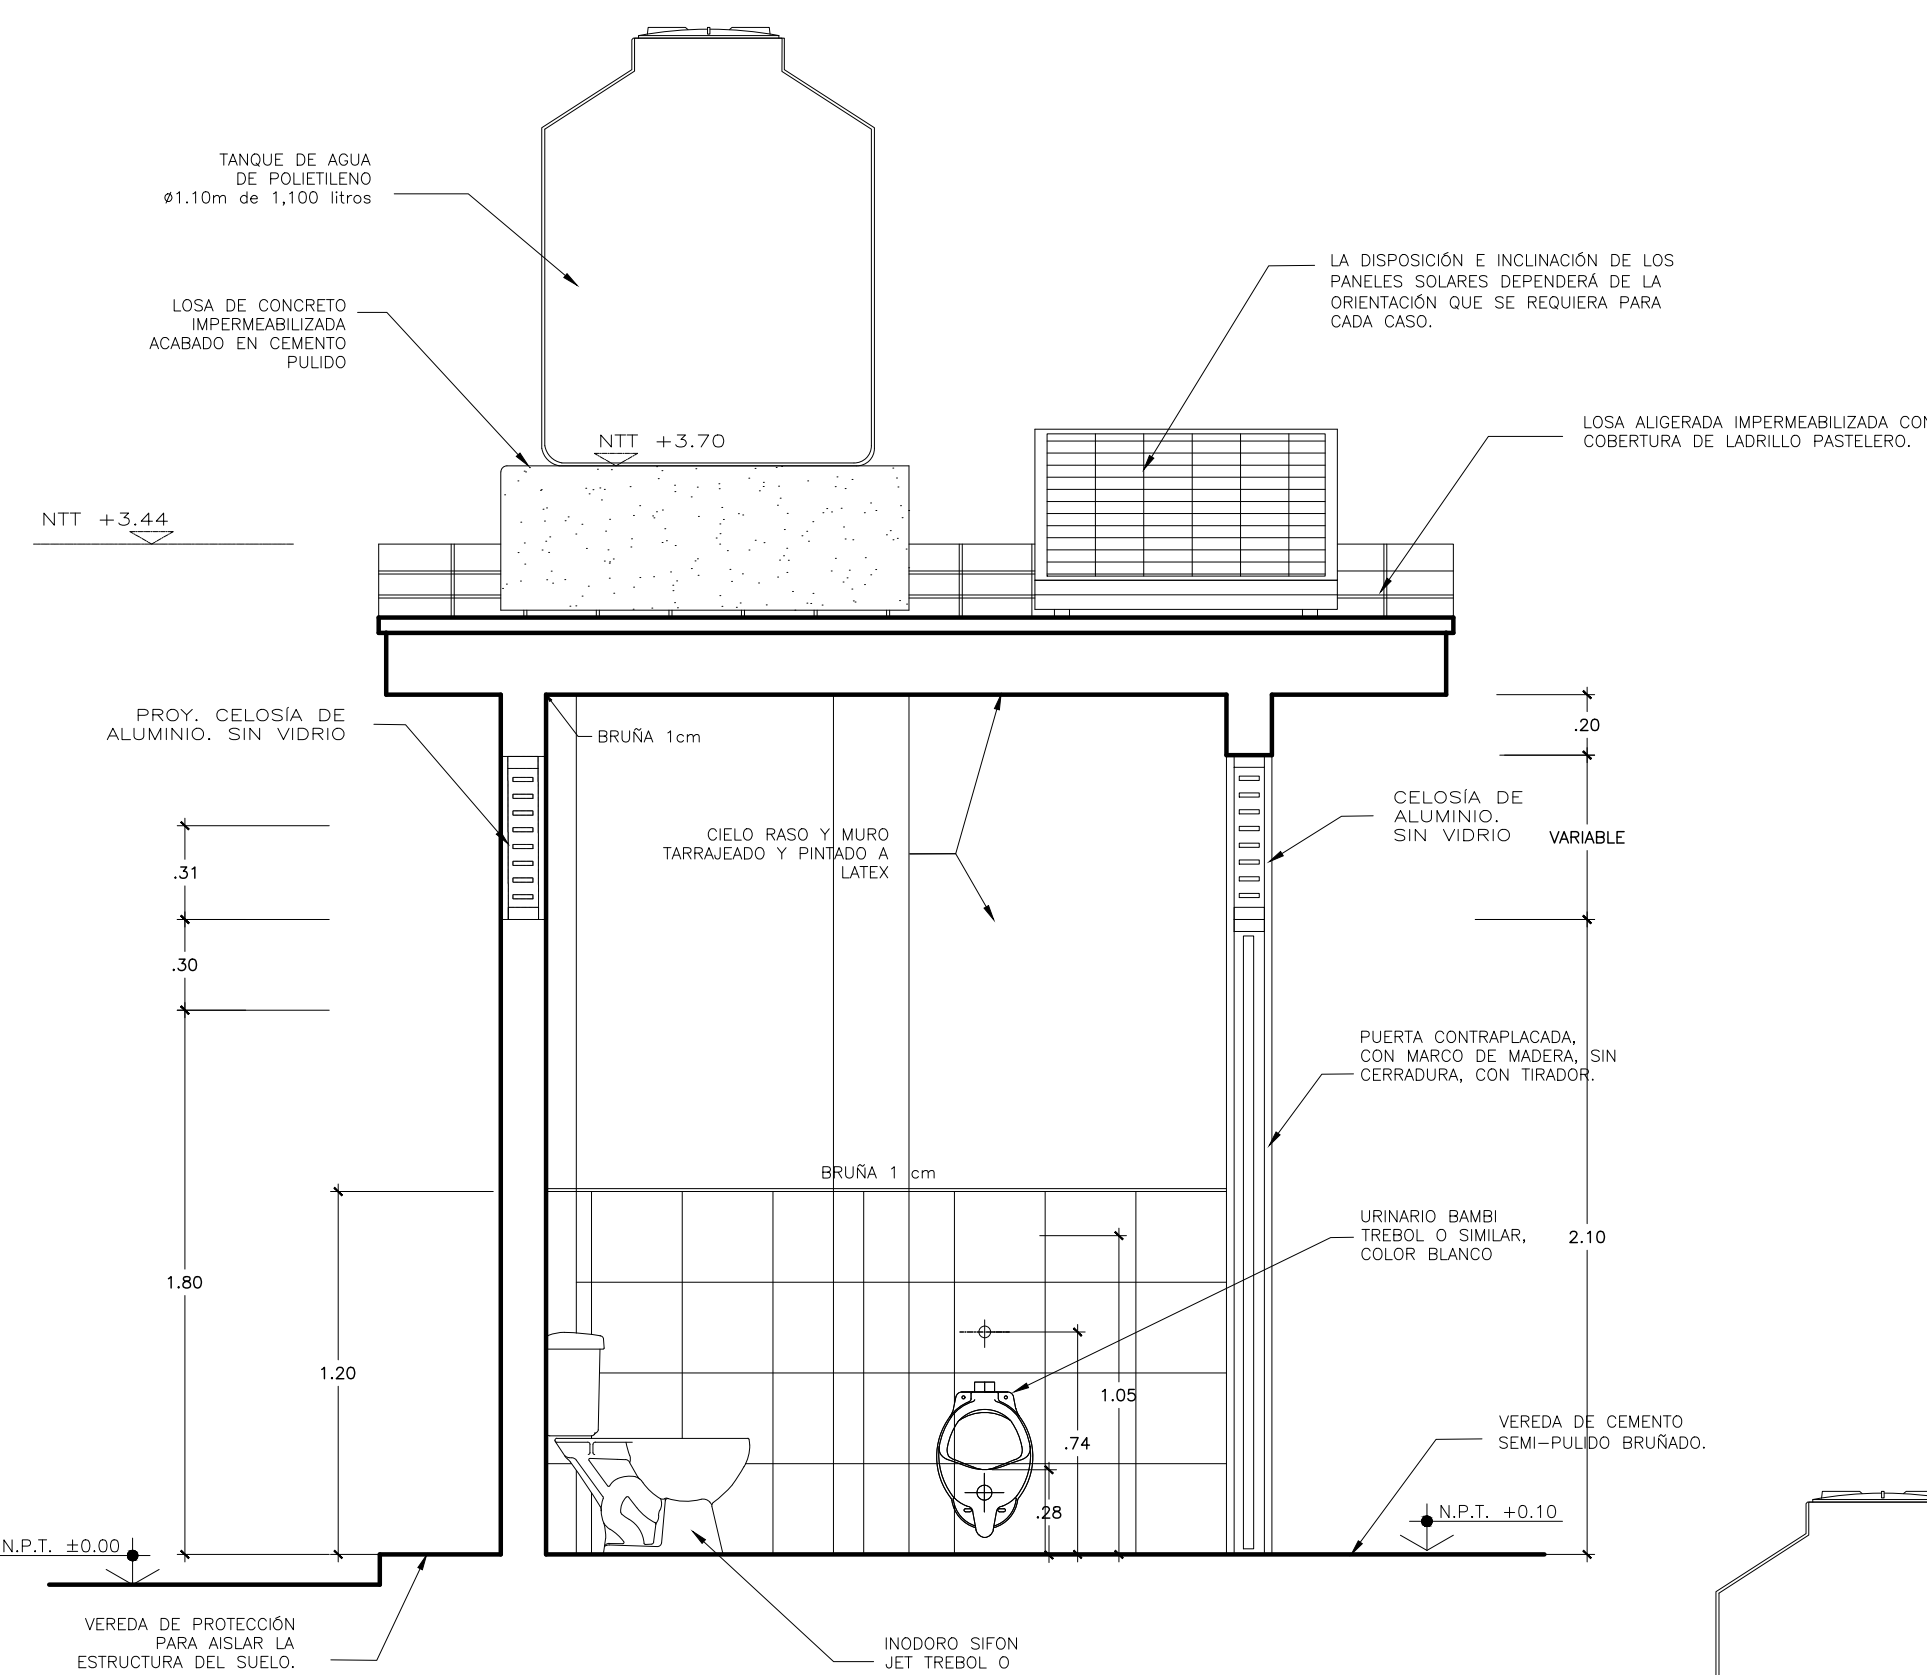 TANQUE DE AGUA
DE POLIETILENO
ø1.10m de 1,100 litros
LA DISPOSICIÓN E INCLINACIÓN DE LOS
PANELES SOLARES DEPENDERÁ DE LA
ORIENTACIÓN QUE SE REQUIERA PARA
CADA CASO.
LOSA DE CONCRETO
IMPERMEABILIZADA
ACABADO EN CEMENTO
PULIDO
LOSA ALIGERADA IMPERMEABILIZADA CON
COBERTURA DE LADRILLO PASTELERO.
NTT +3.70
NTT +3.44
PROY. CELOSÍA DE
ALUMINIO. SIN VIDRIO
BRUÑA 1cm
.20
CELOSÍA DE
ALUMINIO.
SIN VIDRIO
VARIABLE
CIELO RASO Y MURO
TARRAJEADO Y PINTADO A
LATEX
.31
.30
PUERTA CONTRAPLACADA,
CON MARCO DE MADERA, SIN
CERRADURA, CON TIRADOR.
BRUÑA 1 cm
URINARIO BAMBI
TREBOL O SIMILAR,
COLOR BLANCO
2.10
1.80
1.20
1.05
.74
.28
VEREDA DE CEMENTO
SEMI-PULIDO BRUÑADO.
N.P.T. +0.10
N.P.T. ±0.00
VEREDA DE PROTECCIÓN
PARA AISLAR LA
ESTRUCTURA DEL SUELO.
INODORO SIFON
JET TREBOL O